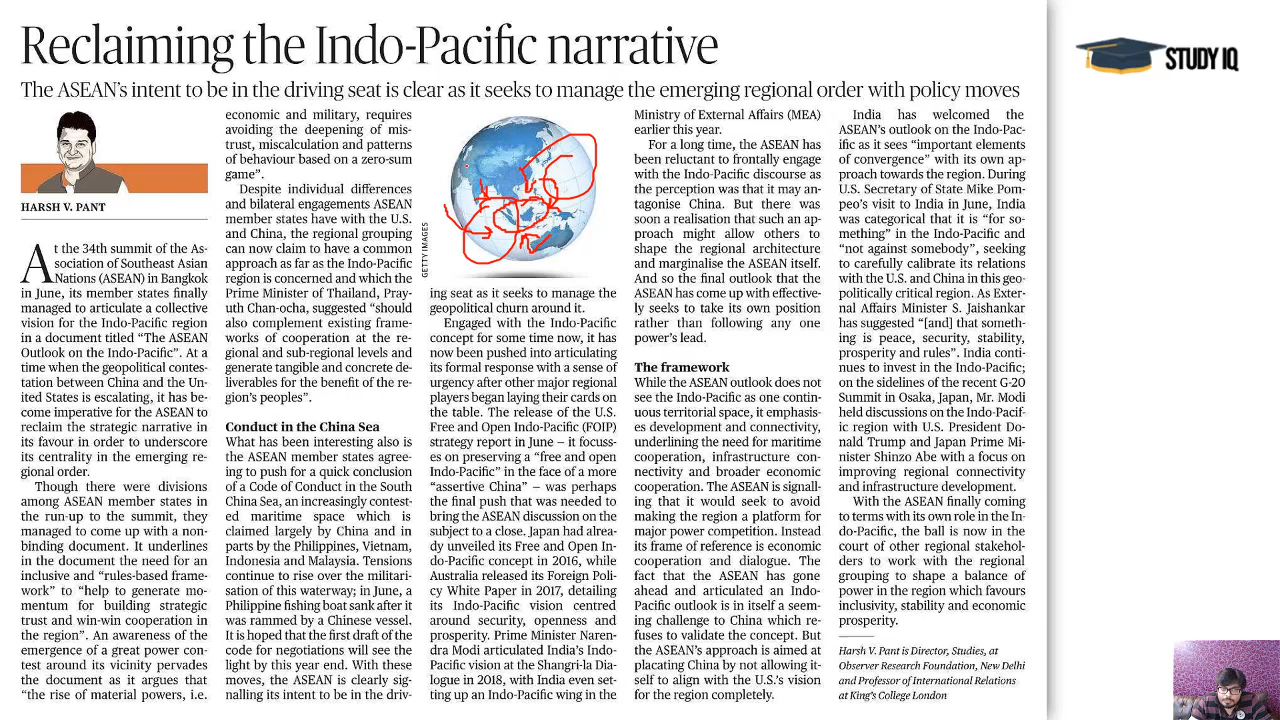 Reclaiming the Indo-Pacific narrative
The ASEAN's intent to be in the driving seat is clear as it seeks to manage the emerging regional order with policy moves
STUDY IQ
HARSH V. PANT
At the 34th summit of the As-
sociation of Southeast Asian
Nations (ASEAN) in Bangkok
in June, its member states finally
managed to articulate a collective
vision for the Indo-Pacific region
in a document titled “The ASEAN
Outlook on the Indo-Pacific”. At a
time when the geopolitical contes-
tation between China and the Un-
ited States is escalating, it has be-
come imperative for the ASEAN to
reclaim the strategic narrative in
its favour in order to underscore
its centrality in the emerging re-
gional order.
Though there were divisions
among ASEAN member states in
the run-up to the summit, they
managed to come up with a non-
binding document. It underlines
in the document the need for an
inclusive and “rules-based frame-
work” to “help to generate mo-
mentum for building strategic
trust and win-win cooperation in
the region”. An awareness of the
emergence of a great power con-
test around its vicinity pervades
the document as it argues that
“the rise of material powers, i.e.
economic and military, requires
avoiding the deepening of mis-
trust, miscalculation and patterns
of behaviour based on a zero-sum
game”.
Despite individual differences
and bilateral engagements ASEAN
member states have with the U.S.
and China, the regional grouping
can now claim to have a common
approach as far as the Indo-Pacific
region is concerned and which the
Prime Minister of Thailand, Pray-
uth Chan-ocha, suggested “should
also complement existing frame-
works of cooperation at the re-
gional and sub-regional levels and
generate tangible and concrete de-
liverables for the benefit of the re-
gion's peoples”.
Conduct in the China Sea
What has been interesting also is
the ASEAN member states agree-
ing to push for a quick conclusion
of a Code of Conduct in the South
China Sea, an increasingly contest-
ed maritime space which is
claimed largely by China and in
parts by the Philippines, Vietnam,
Indonesia and Malaysia. Tensions
continue to rise over the militari-
sation of this waterway; in June, a
Philippine fishing boat sank after it
was rammed by a Chinese vessel.
It is hoped that the first draft of the
code for negotiations will see the
light by this year end. With these
moves, the ASEAN is clearly sig-
nalling its intent to be in the driv-
GETTY IMAGES
ing seat as it seeks to manage the
geopolitical churn around it.
Engaged with the Indo-Pacific
concept for some time now, it has
now been pushed into articulating
its formal response with a sense of
urgency after other major regional
players began laying their cards on
the table. The release of the U.S.
Free and Open Indo-Pacific (FOIP)
strategy report in June – it focuss-
es on preserving a “free and open
Indo-Pacific” in the face of a more
“assertive China” – was perhaps
the final push that was needed to
bring the ASEAN discussion on the
subject to a close. Japan had alrea-
dy unveiled its Free and Open In-
do-Pacific concept in 2016, while
Australia released its Foreign Poli-
cy White Paper in 2017, detailing
its Indo-Pacific vision centred
around security, openness and
prosperity. Prime Minister Naren-
dra Modi articulated India's Indo-
Pacific vision at the Shangri-la Dia-
logue in 2018, with India even set-
ting up an Indo-Pacific wing in the
Ministry of External Affairs (MEA)
earlier this year.
For a long time, the ASEAN has
been reluctant to frontally engage
with the Indo-Pacific discourse as
the perception was that it may an-
tagonise China. But there was
soon a realisation that such an ap-
proach might allow others to
shape the regional architecture
and marginalise the ASEAN itself.
And so the final outlook that the
ASEAN has come up with effective-
ly seeks to take its own position
rather than following any one
power's lead.
The framework
While the ASEAN outlook does not
see the Indo-Pacific as one contin-
uous territorial space, it emphasis-
es development and connectivity,
underlining the need for maritime
cooperation, infrastructure con-
nectivity and broader economic
cooperation. The ASEAN is signall-
ing that it would seek to avoid
making the region a platform for
major power competition. Instead
its frame of reference is economic
cooperation and dialogue. The
fact that the ASEAN has gone
ahead and articulated an Indo-
Pacific outlook is in itself a seem-
ing challenge to China which re-
fuses to validate the concept. But
the ASEAN's approach is aimed at
placating China by not allowing it-
self to align with the U.S.'s vision
for the region completely.
India has welcomed the
ASEAN's outlook on the Indo-Pac-
ific as it sees “important elements
of convergence” with its own ap-
proach towards the region. During
U.S. Secretary of State Mike Pom-
peo's visit to India in June, India
was categorical that it is “for so-
mething” in the Indo-Pacific and
“not against somebody”, seeking
to carefully calibrate its relations
with the U.S. and China in this geo-
politically critical region. As Exter-
nal Affairs Minister S. Jaishankar
has suggested “[and] that someth-
ing is peace, security, stability,
prosperity and rules”. India conti-
nues to invest in the Indo-Pacific;
on the sidelines of the recent G-20
Summit in Osaka, Japan, Mr. Modi
held discussions on the Indo-Pacif-
ic region with U.S. President Do-
nald Trump and Japan Prime Mi-
nister Shinzo Abe with a focus on
improving regional connectivity
and infrastructure development.
With the ASEAN finally coming
to terms with its own role in the In-
do-Pacific, the ball is now in the
court of other regional stakehol-
ders to work with the regional
grouping to shape a balance of
power in the region which favours
inclusivity, stability and economic
prosperity.
Harsh V. Pant is Director, Studies, at
Observer Research Foundation, New Delhi
and Professor of International Relations
at King's College London